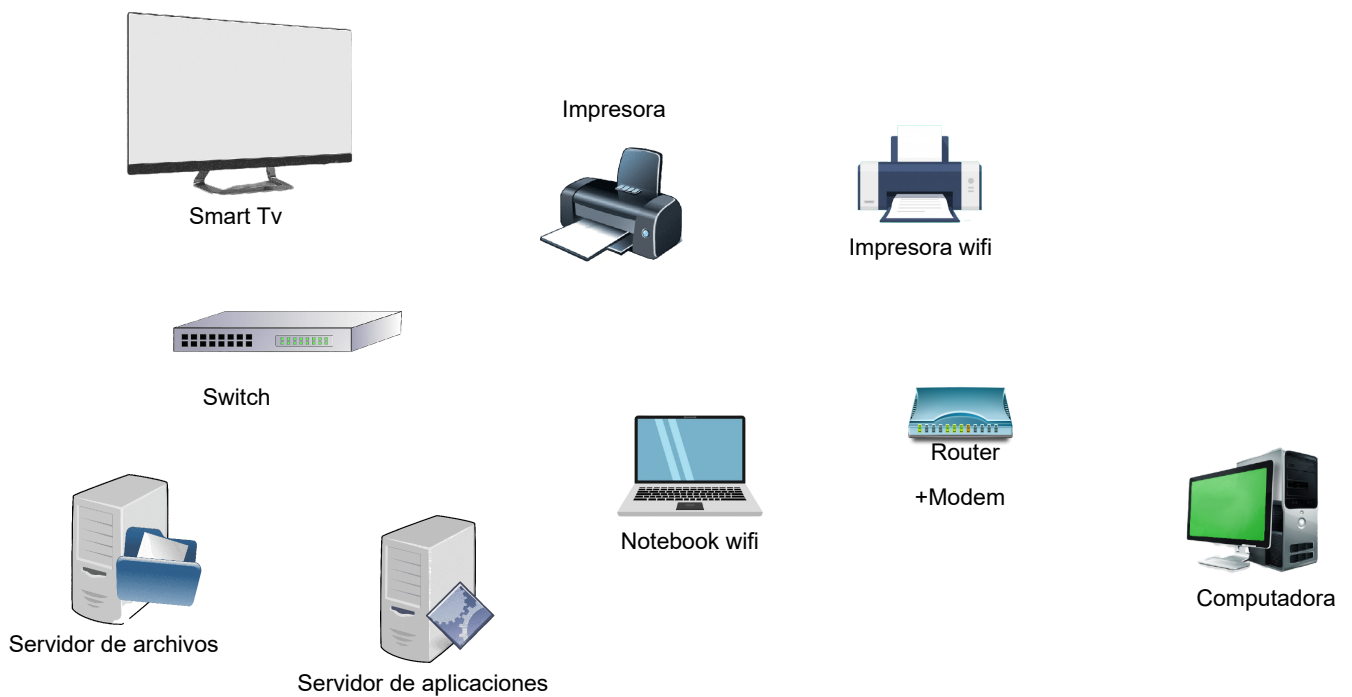 Impresora
Smart Tv
Impresora wifi
Switch
Router
+Modem
Notebook wifi
Computadora
Servidor de archivos
Servidor de aplicaciones